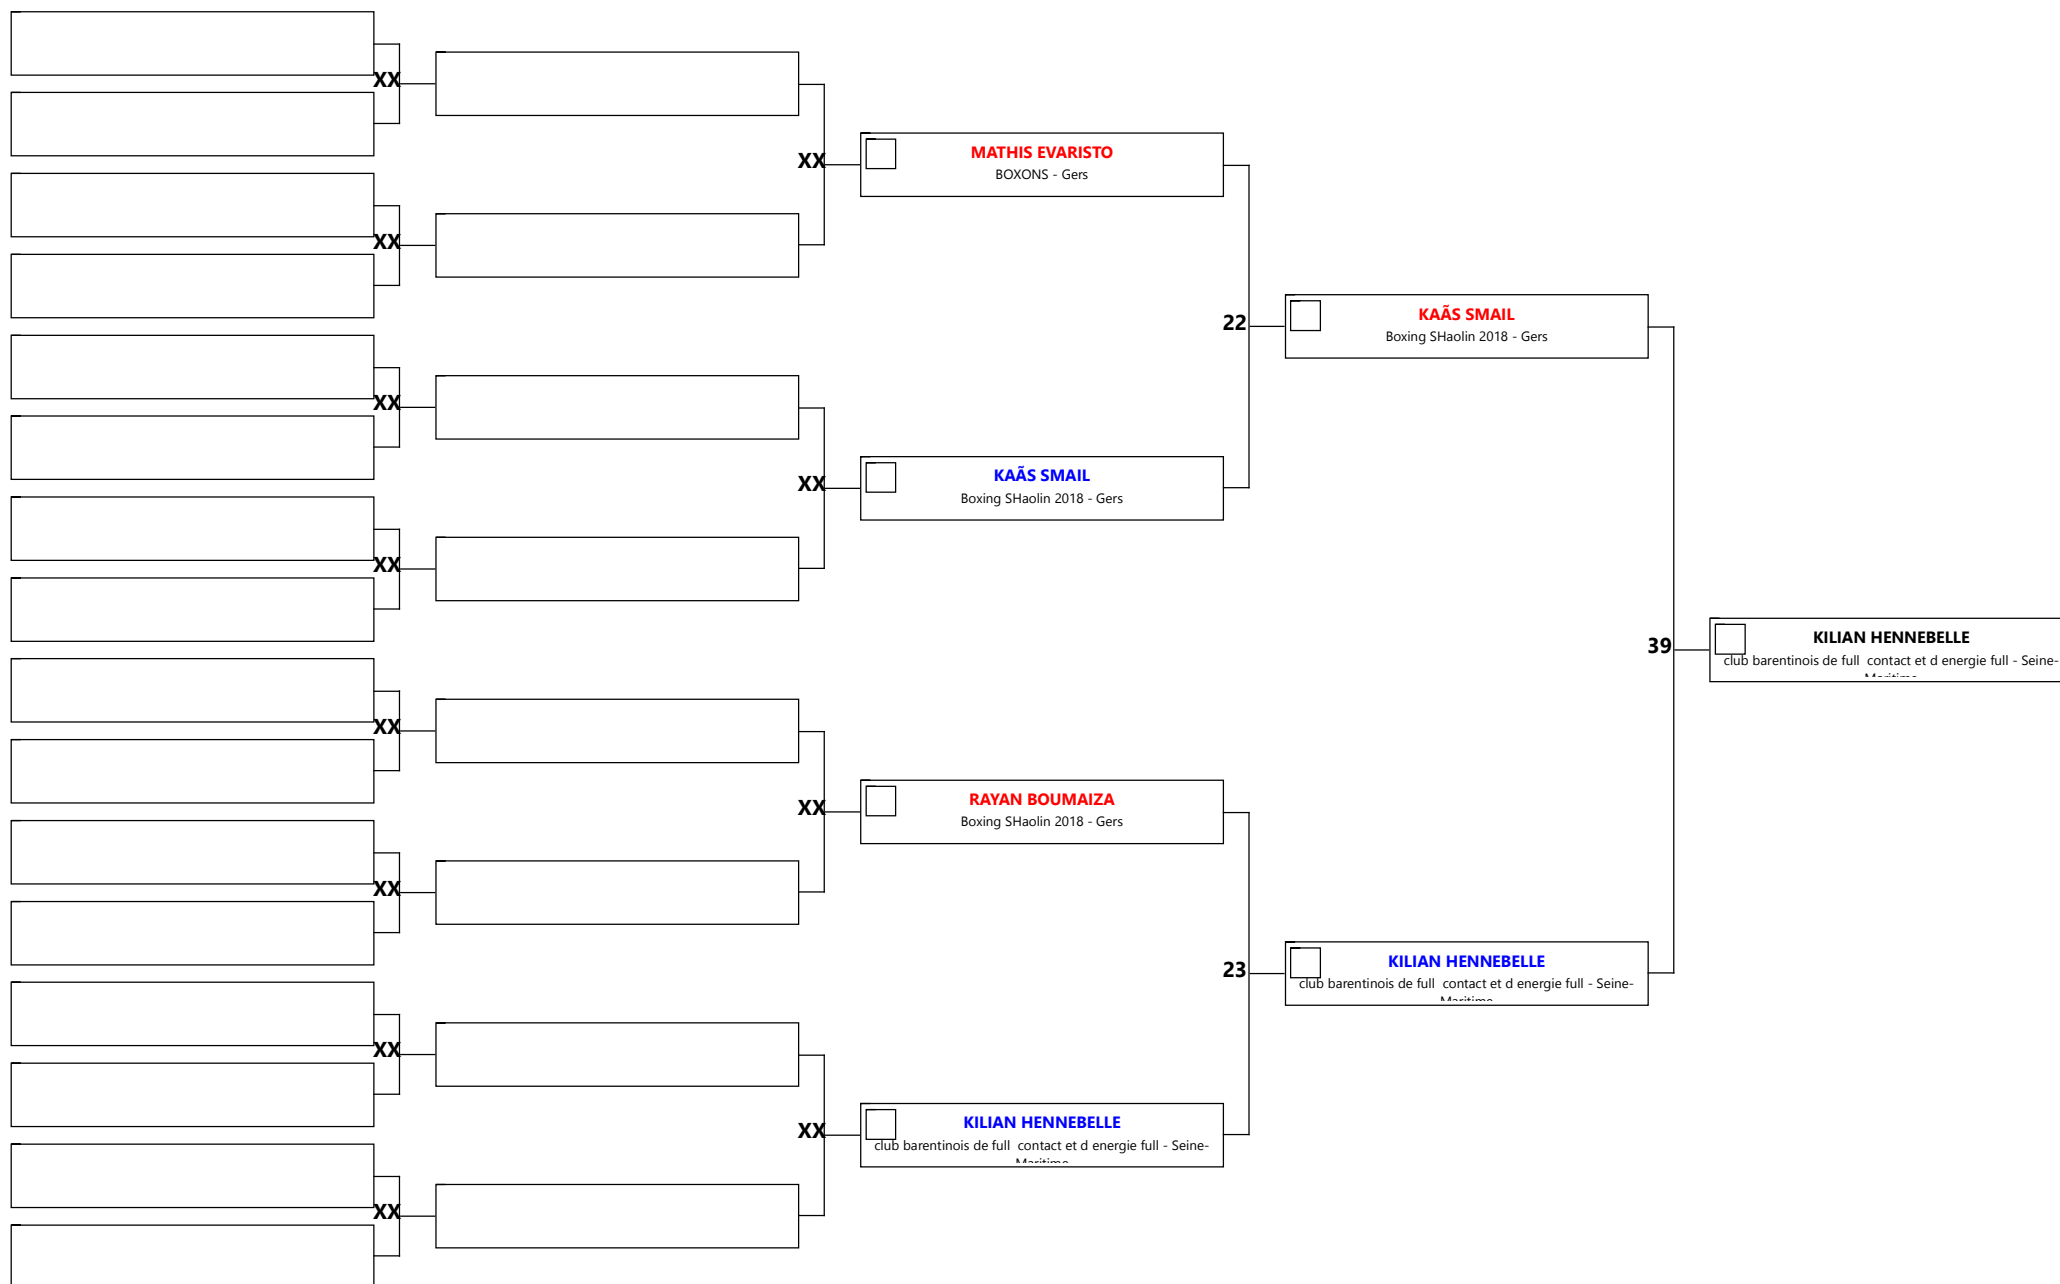 XX
XX
XX
MATHIS EVARISTO
BOXONS - Gers
22
KAÃS SMAIL
Boxing SHaolin 2018 - Gers
XX
XX
KAÃS SMAIL
Boxing SHaolin 2018 - Gers
XX
39
KILIAN HENNEBELLE
club barentinois de full contact et d energie full - Seine-
Maritime
XX
XX
RAYAN BOUMAIZA
Boxing SHaolin 2018 - Gers
XX
23
KILIAN HENNEBELLE
club barentinois de full contact et d energie full - Seine-
Maritime
XX
XX
KILIAN HENNEBELLE
club barentinois de full contact et d energie full - Seine-
Maritime
XX